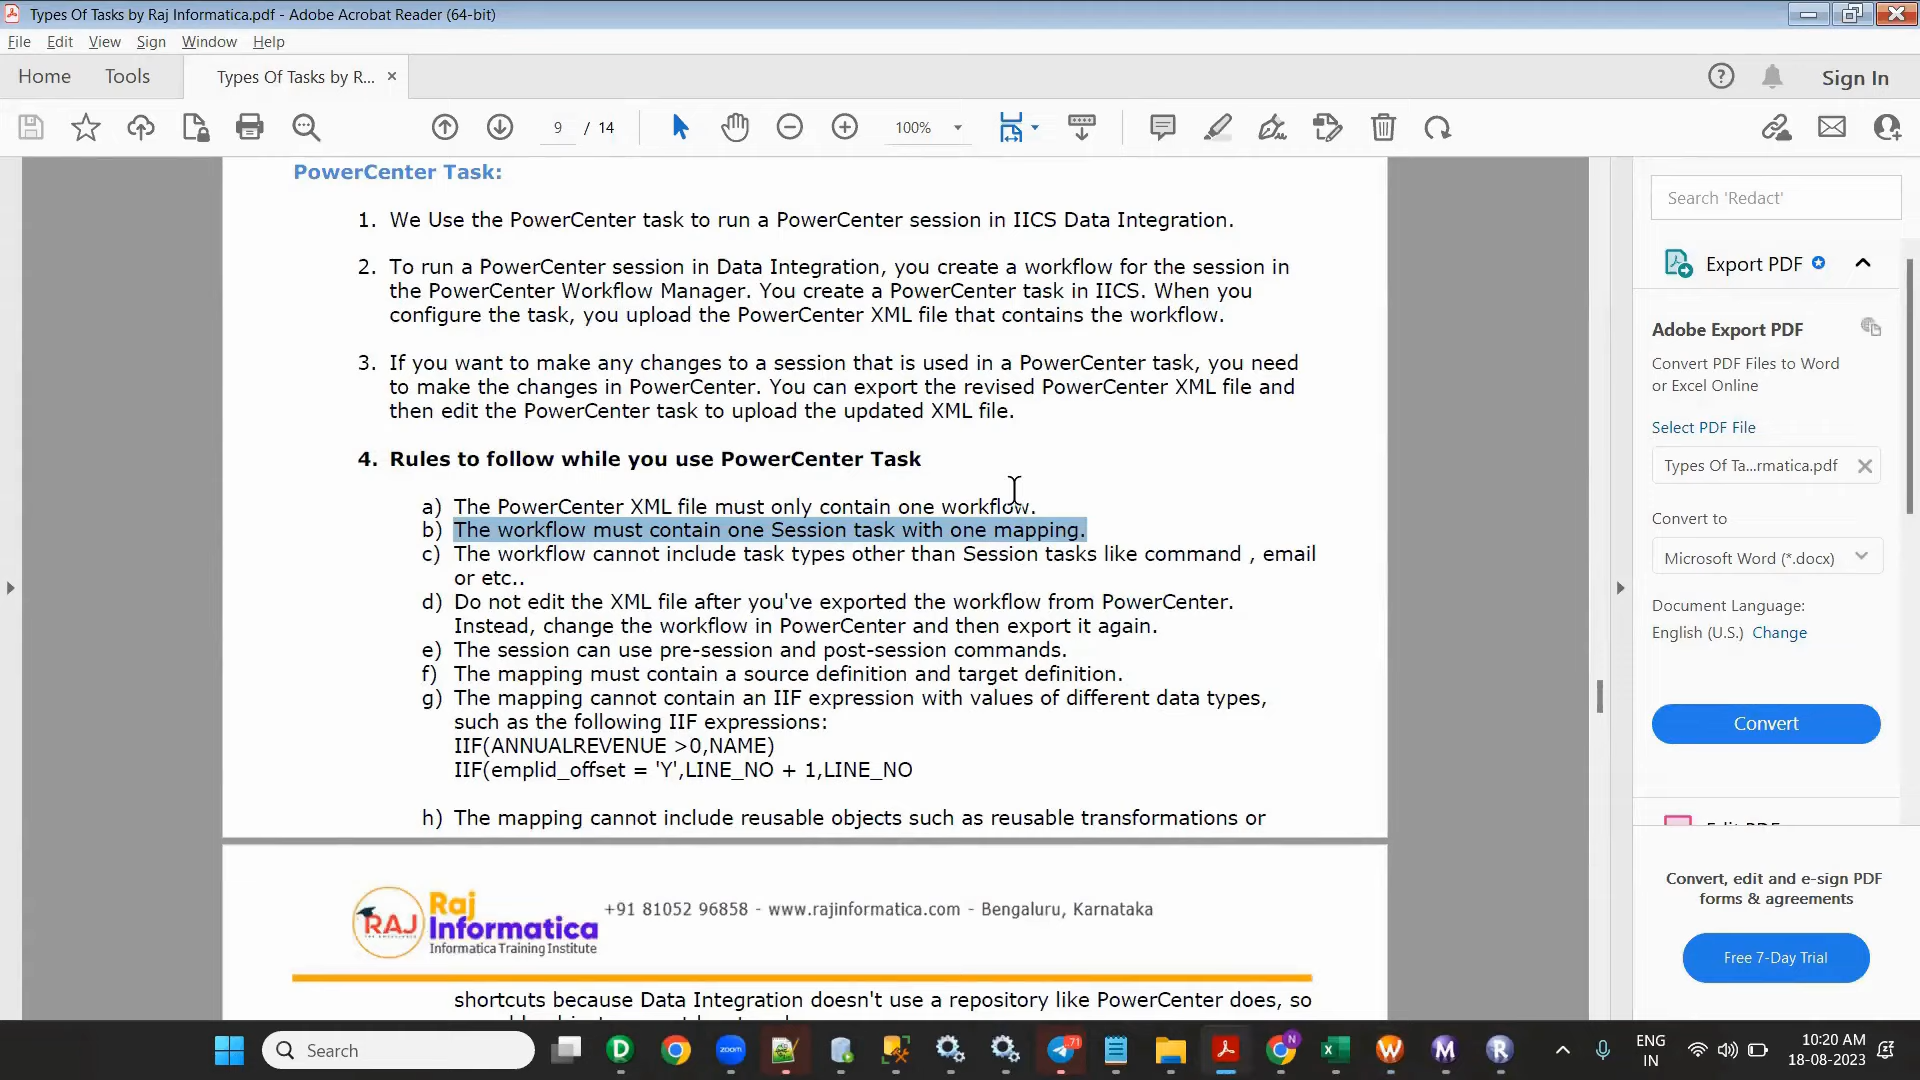 Types Of Tasks by Raj Informatica.pdf - Adobe Acrobat Reader (64-bit)
File Edit View Sign Window Help
Home Tools Types Of Tasks by R... Sign In
9 / 14 100%
PowerCenter Task:
1. We Use the PowerCenter task to run a PowerCenter session in IICS Data Integration.
2. To run a PowerCenter session in Data Integration, you create a workflow for the session in
the PowerCenter Workflow Manager. You create a PowerCenter task in IICS. When you
configure the task, you upload the PowerCenter XML file that contains the workflow.
3. If you want to make any changes to a session that is used in a PowerCenter task, you need
to make the changes in PowerCenter. You can export the revised PowerCenter XML file and
then edit the PowerCenter task to upload the updated XML file.
4. Rules to follow while you use PowerCenter Task
a) The PowerCenter XML file must only contain one workflow.
b) The workflow must contain one Session task with one mapping.
c) The workflow cannot include task types other than Session tasks like command , email
or etc..
d) Do not edit the XML file after you've exported the workflow from PowerCenter.
Instead, change the workflow in PowerCenter and then export it again.
e) The session can use pre-session and post-session commands.
f) The mapping must contain a source definition and target definition.
g) The mapping cannot contain an IIF expression with values of different data types,
such as the following IIF expressions:
IIF(ANNUALREVENUE >0,NAME)
IIF(emplid_offset = 'Y',LINE_NO + 1,LINE_NO
h) The mapping cannot include reusable objects such as reusable transformations or
RAJ
Raj
Informatica
Informatica Training Institute
+91 81052 96858 - www.rajinformatica.com - Bengaluru, Karnataka
shortcuts because Data Integration doesn't use a repository like PowerCenter does, so
Search 'Redact'
Export PDF
Adobe Export PDF
Convert PDF Files to Word
or Excel Online
Select PDF File
Types Of Ta...rmatica.pdf
Convert to
Microsoft Word (*.docx)
Document Language:
English (U.S.) Change
Convert
Convert, edit and e-sign PDF
forms & agreements
Free 7-Day Trial
Search
zoom
71
N
ENG
IN
10:20 AM
18-08-2023